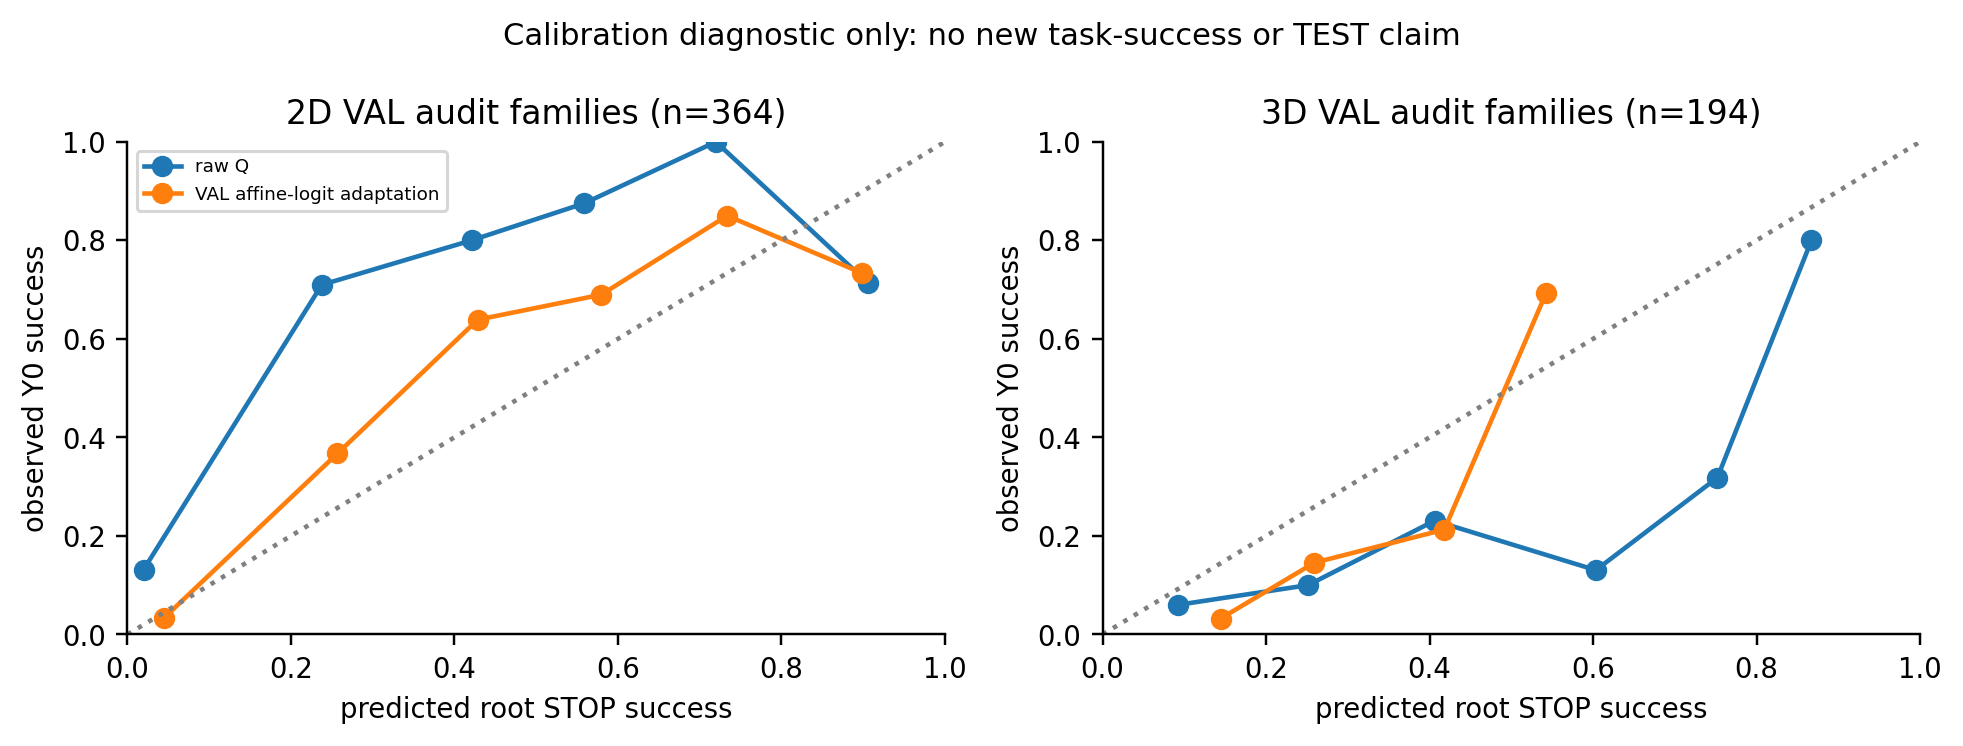 Calibration diagnostic only: no new task-success or TEST claim
2D VAL audit families (n=364)
1.0
0.8
0.6
0.4
0.2
0.0
observed Y0 success
raw Q
VAL affine-logit adaptation
0.0 0.2 0.4 0.6 0.8 1.0
predicted root STOP success
3D VAL audit families (n=194)
1.0
0.8
0.6
0.4
0.2
0.0
observed Y0 success
0.0 0.2 0.4 0.6 0.8 1.0
predicted root STOP success